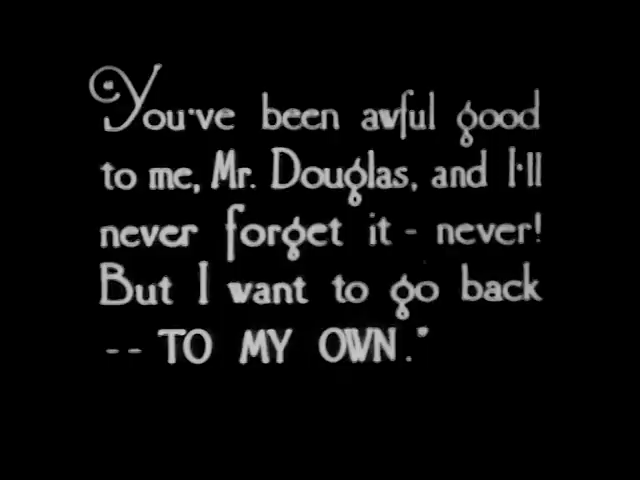 "You've been awful good
to me, Mr. Douglas, and I'll
never forget it - never!
But I want to go back
-- TO MY OWN."